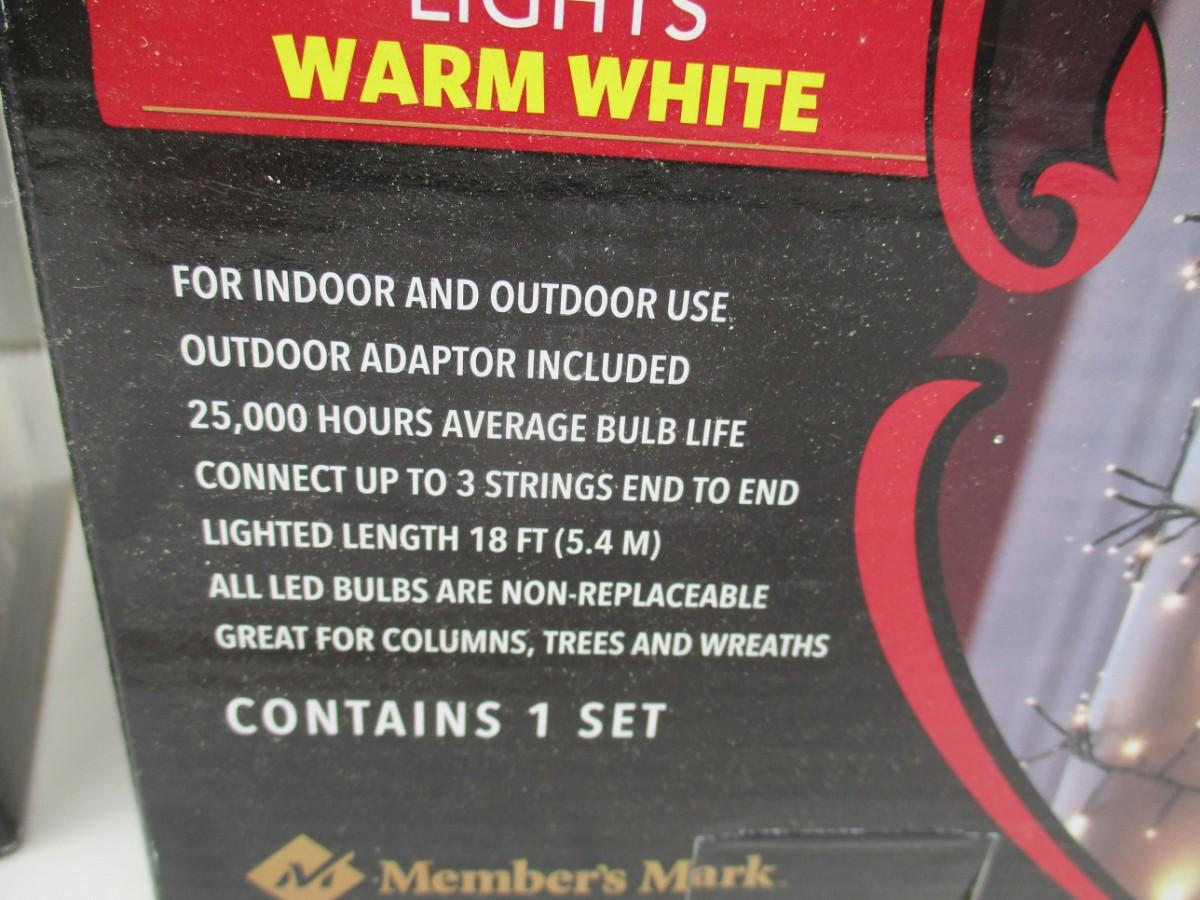 LIGHTS
WARM WHITE
FOR INDOOR AND OUTDOOR USE
OUTDOOR ADAPTOR INCLUDED
25,000 HOURS AVERAGE BULB LIFE
CONNECT UP TO 3 STRINGS END TO END
LIGHTED LENGTH 18 FT (5.4 M)
ALL LED BULBS ARE NON-REPLACEABLE
GREAT FOR COLUMNS, TREES AND WREATHS
CONTAINS 1 SET
Member's Mark